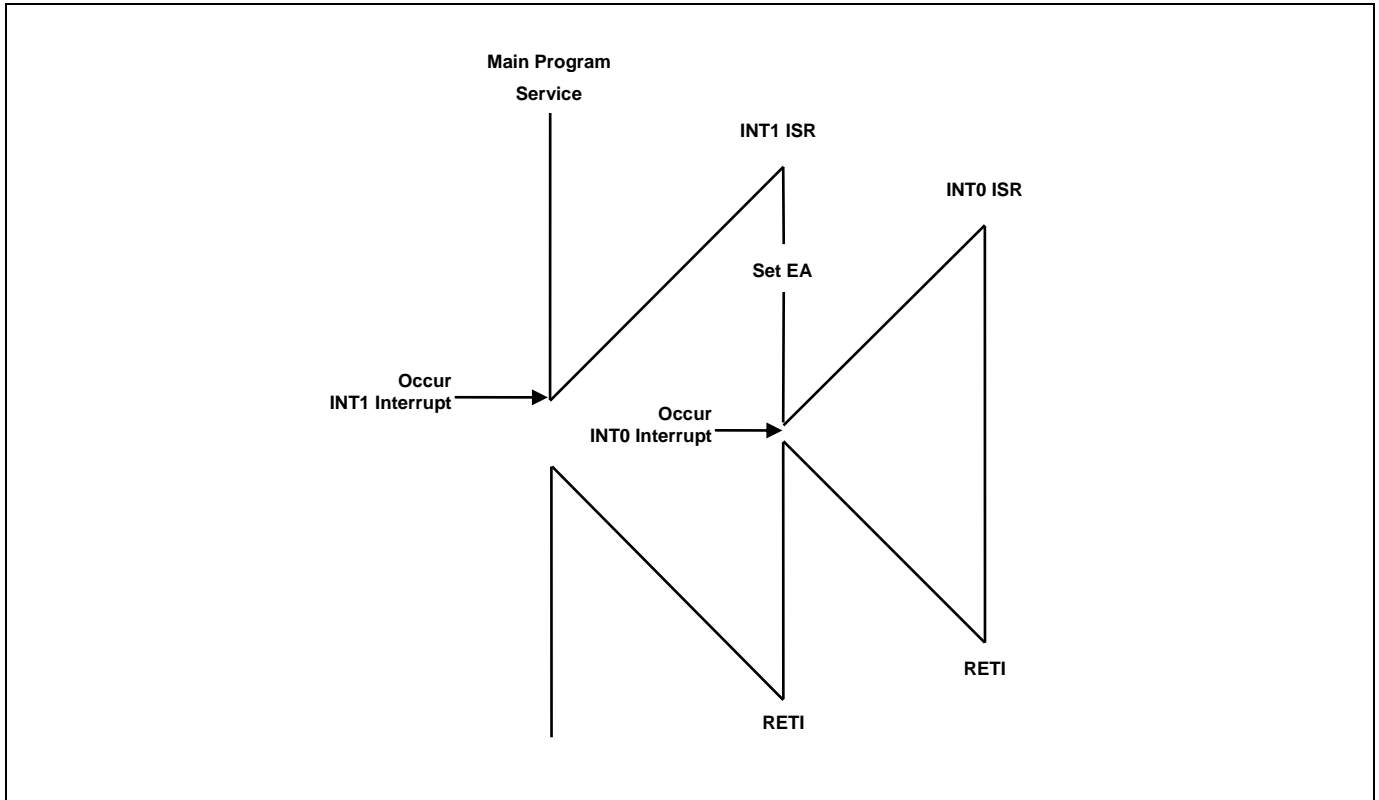 Main Program
Service
INT1 ISR
INT0 ISR
Set EA
Occur
INT1 Interrupt
Occur
INT0 Interrupt
RETI
RETI